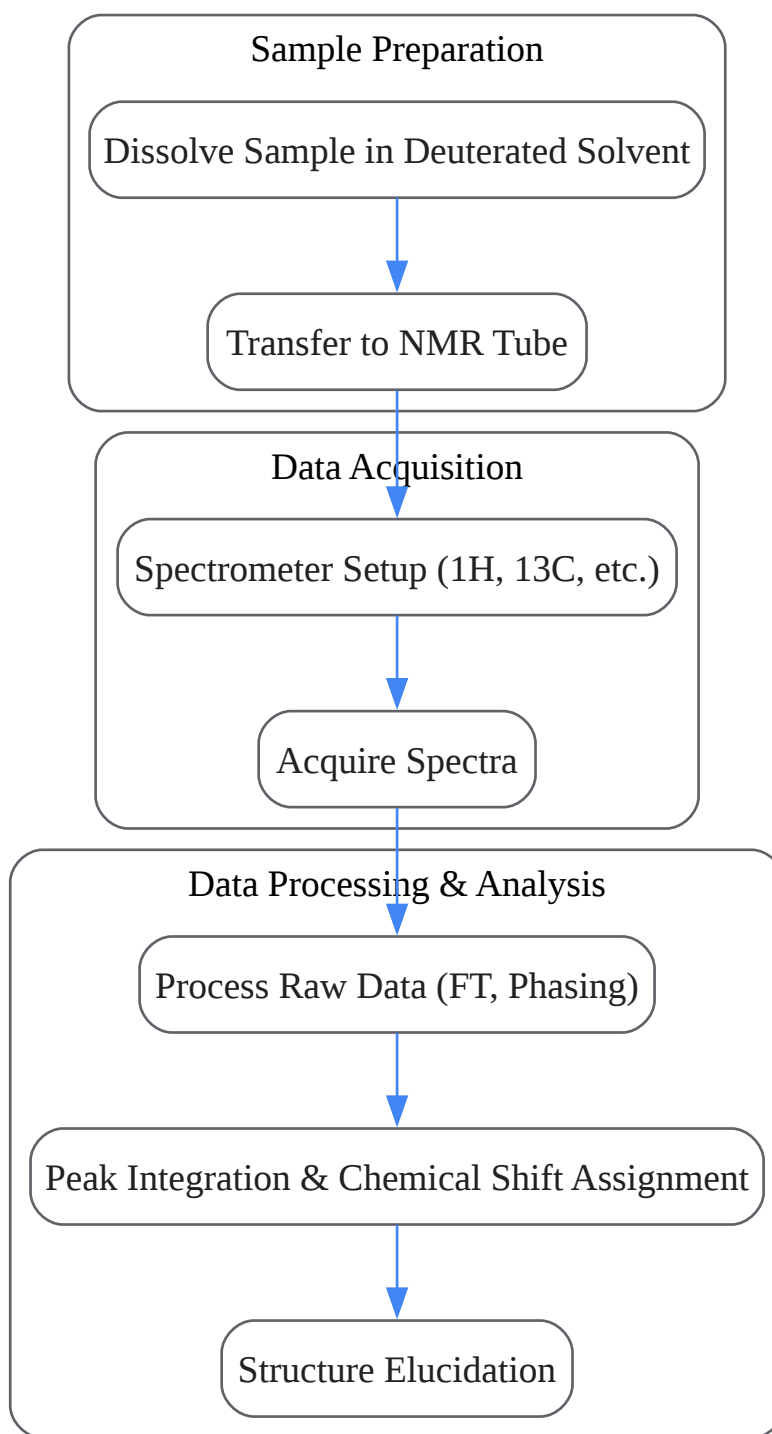 Sample Preparation
Dissolve Sample in Deuterated Solvent
Transfer to NMR Tube
Data Acquisition
Spectrometer Setup (1H, 13C, etc.)
Acquire Spectra
Data Processing & Analysis
Process Raw Data (FT, Phasing)
Peak Integration & Chemical Shift Assignment
Structure Elucidation